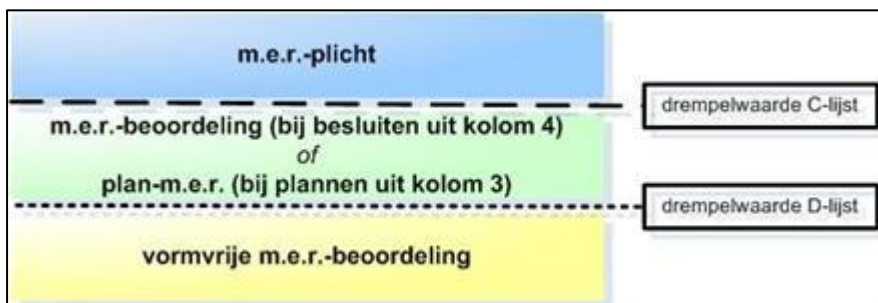 m.e.r.-plicht
drempelwaarde C-lijst
m.e.r.-beoordeling (bij besluiten uit kolom 4)
of
plan-m.e.r. (bij plannen uit kolom 3)
drempelwaarde D-lijst
vormvrije m.e.r.-beoordeling